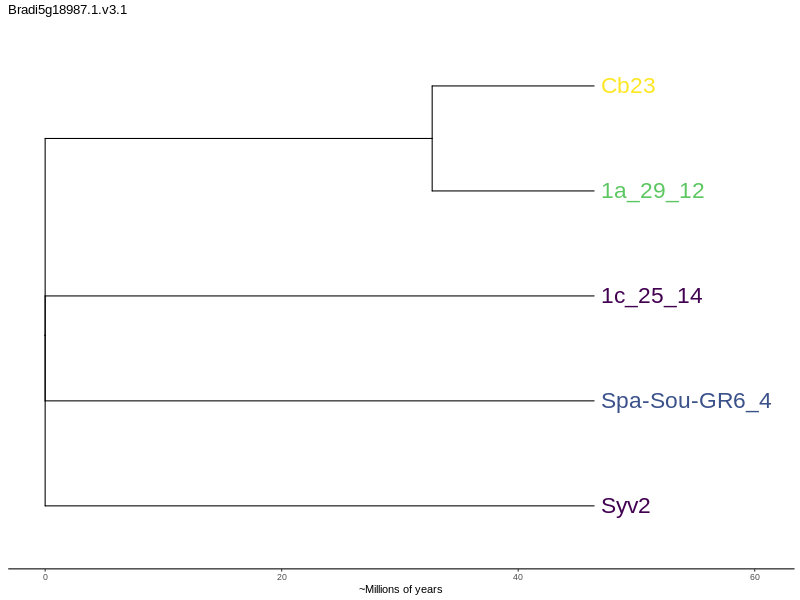 Bradi5g18987.1.v3.1
Cb23
1a_29_12
1c_25_14
Spa-Sou-GR6_4
Syv2
0 20 40 60
~Millions of years